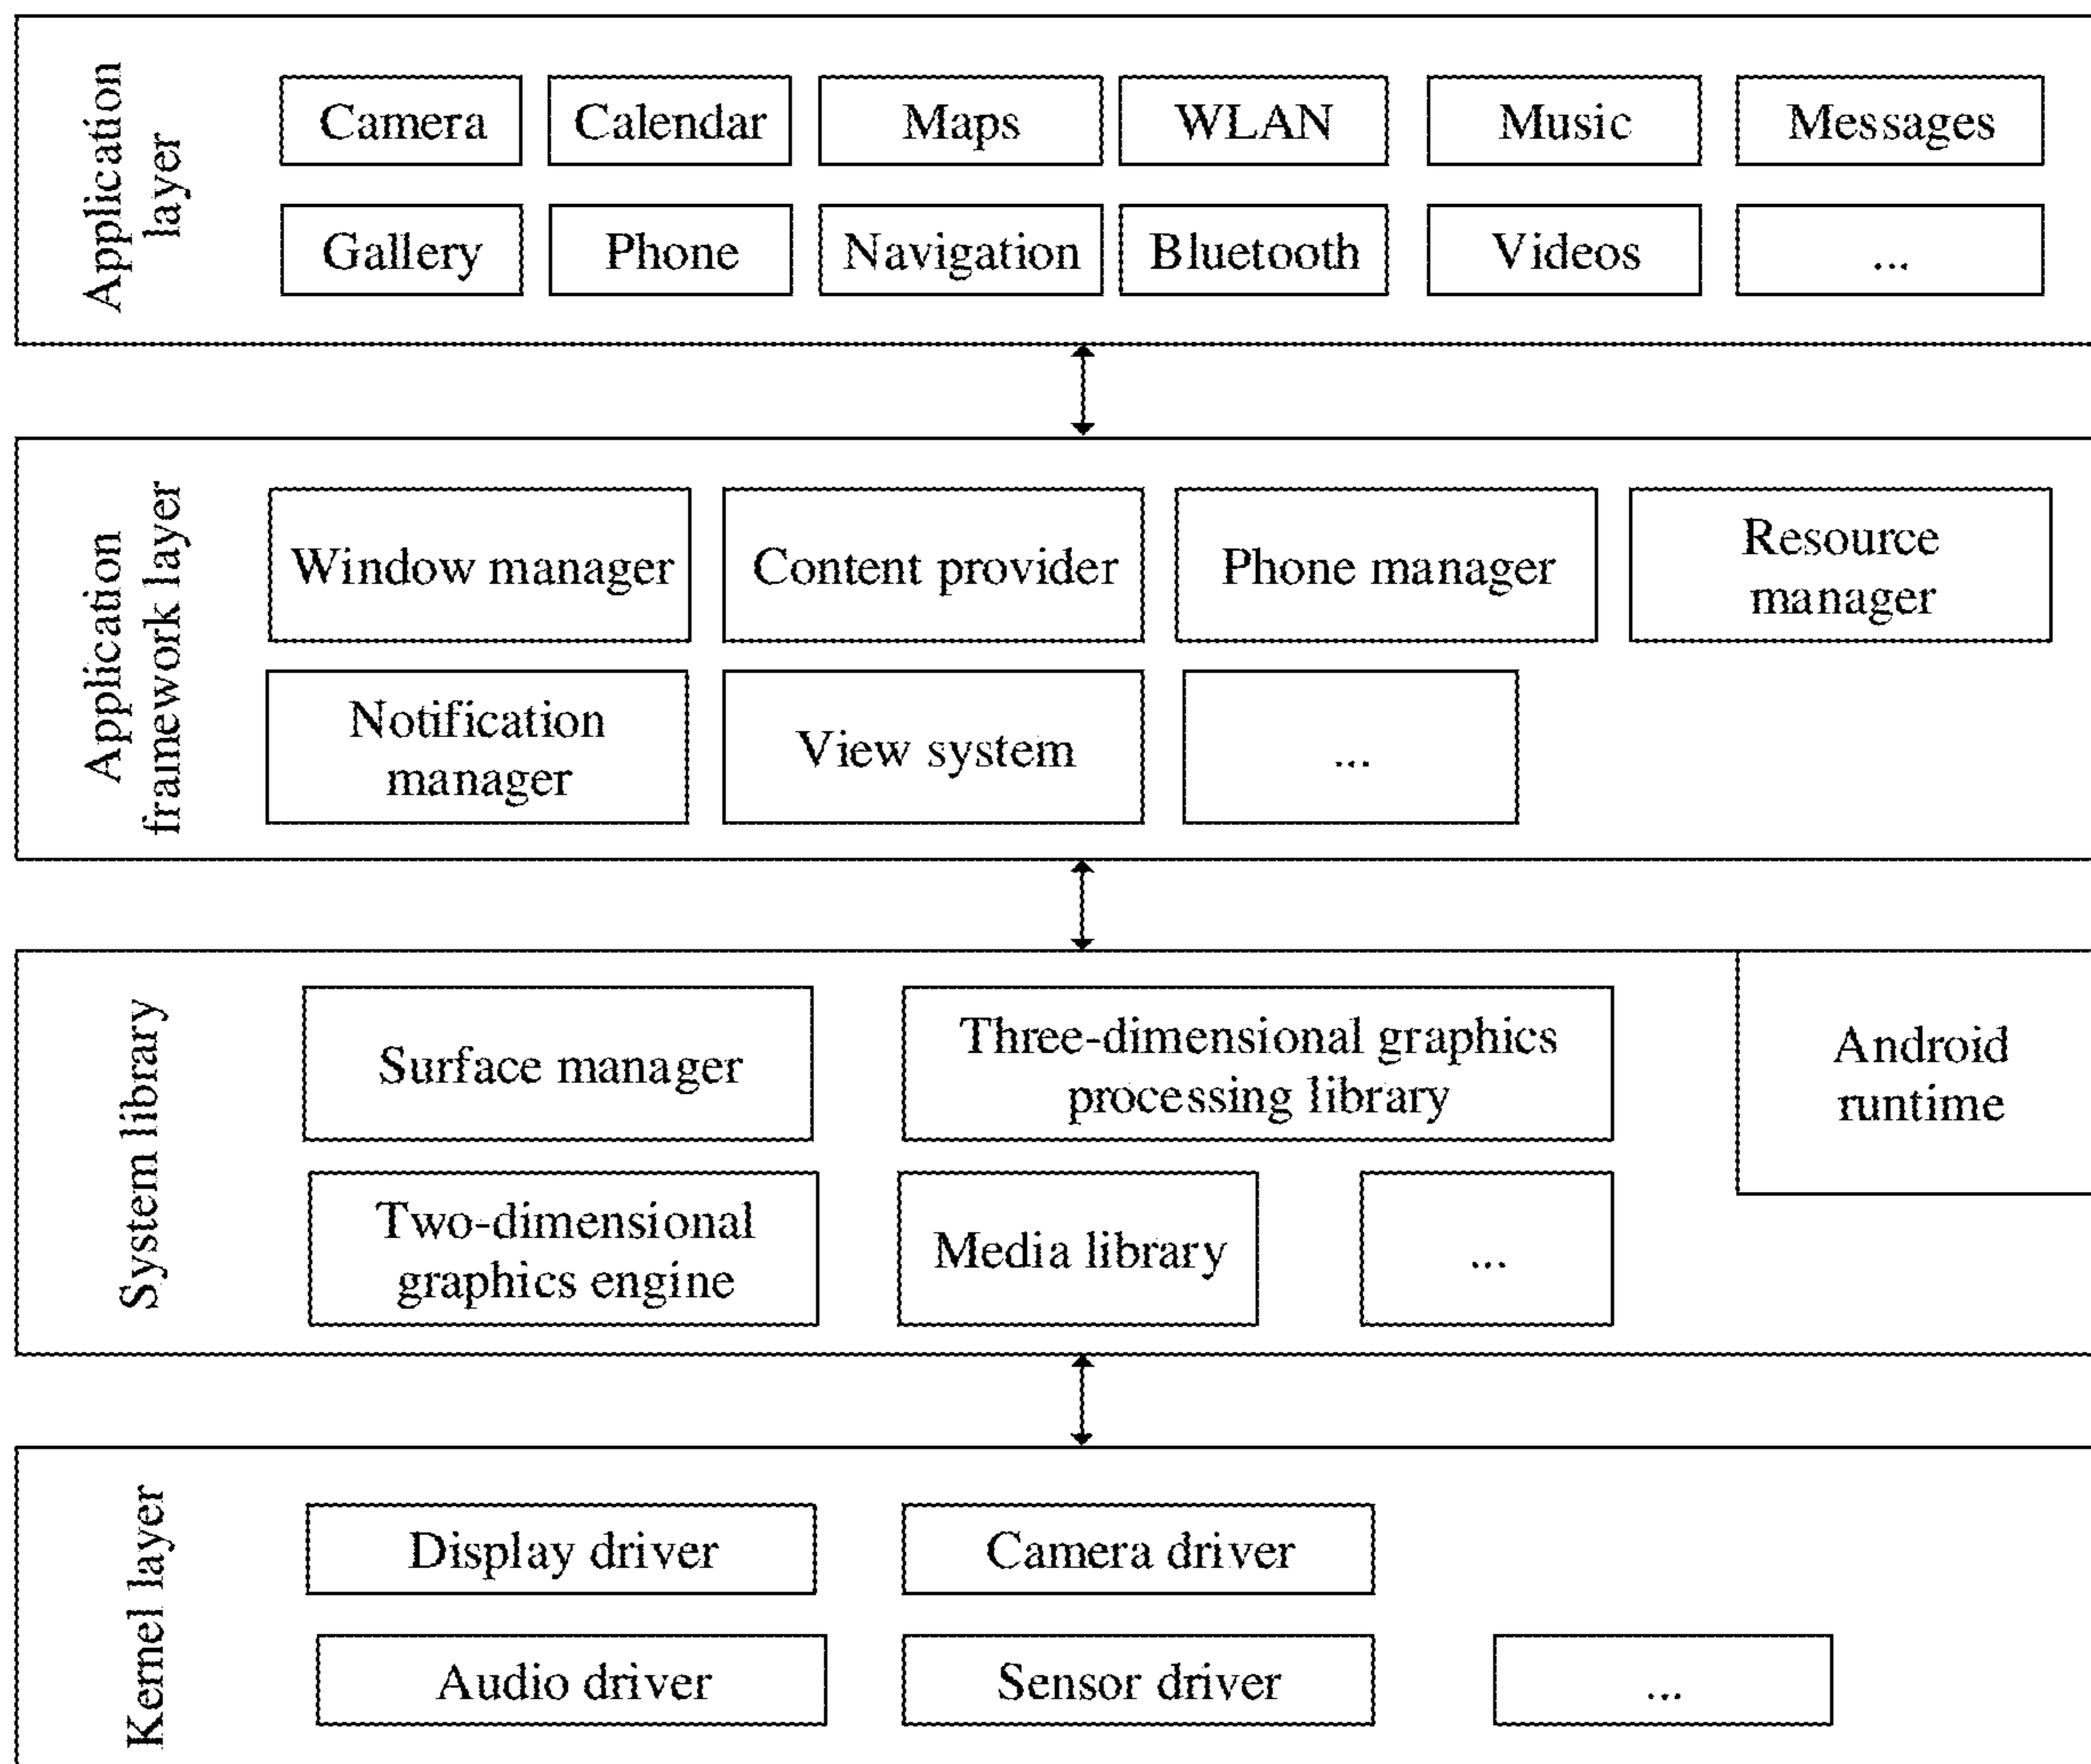 Application
layer
Camera
Calendar
Maps
WLAN
Music
Messages
Gallery
Phone
Navigation
Bluetooth
Videos
...
Application
framework layer
Window manager
Content provider
Phone manager
Resource
manager
Notification
manager
View system
...
System library
Surface manager
Three-dimensional graphics
processing library
Android
runtime
Two-dimensional
graphics engine
Media library
...
Kernel layer
Display driver
Camera driver
Audio driver
Sensor driver
...